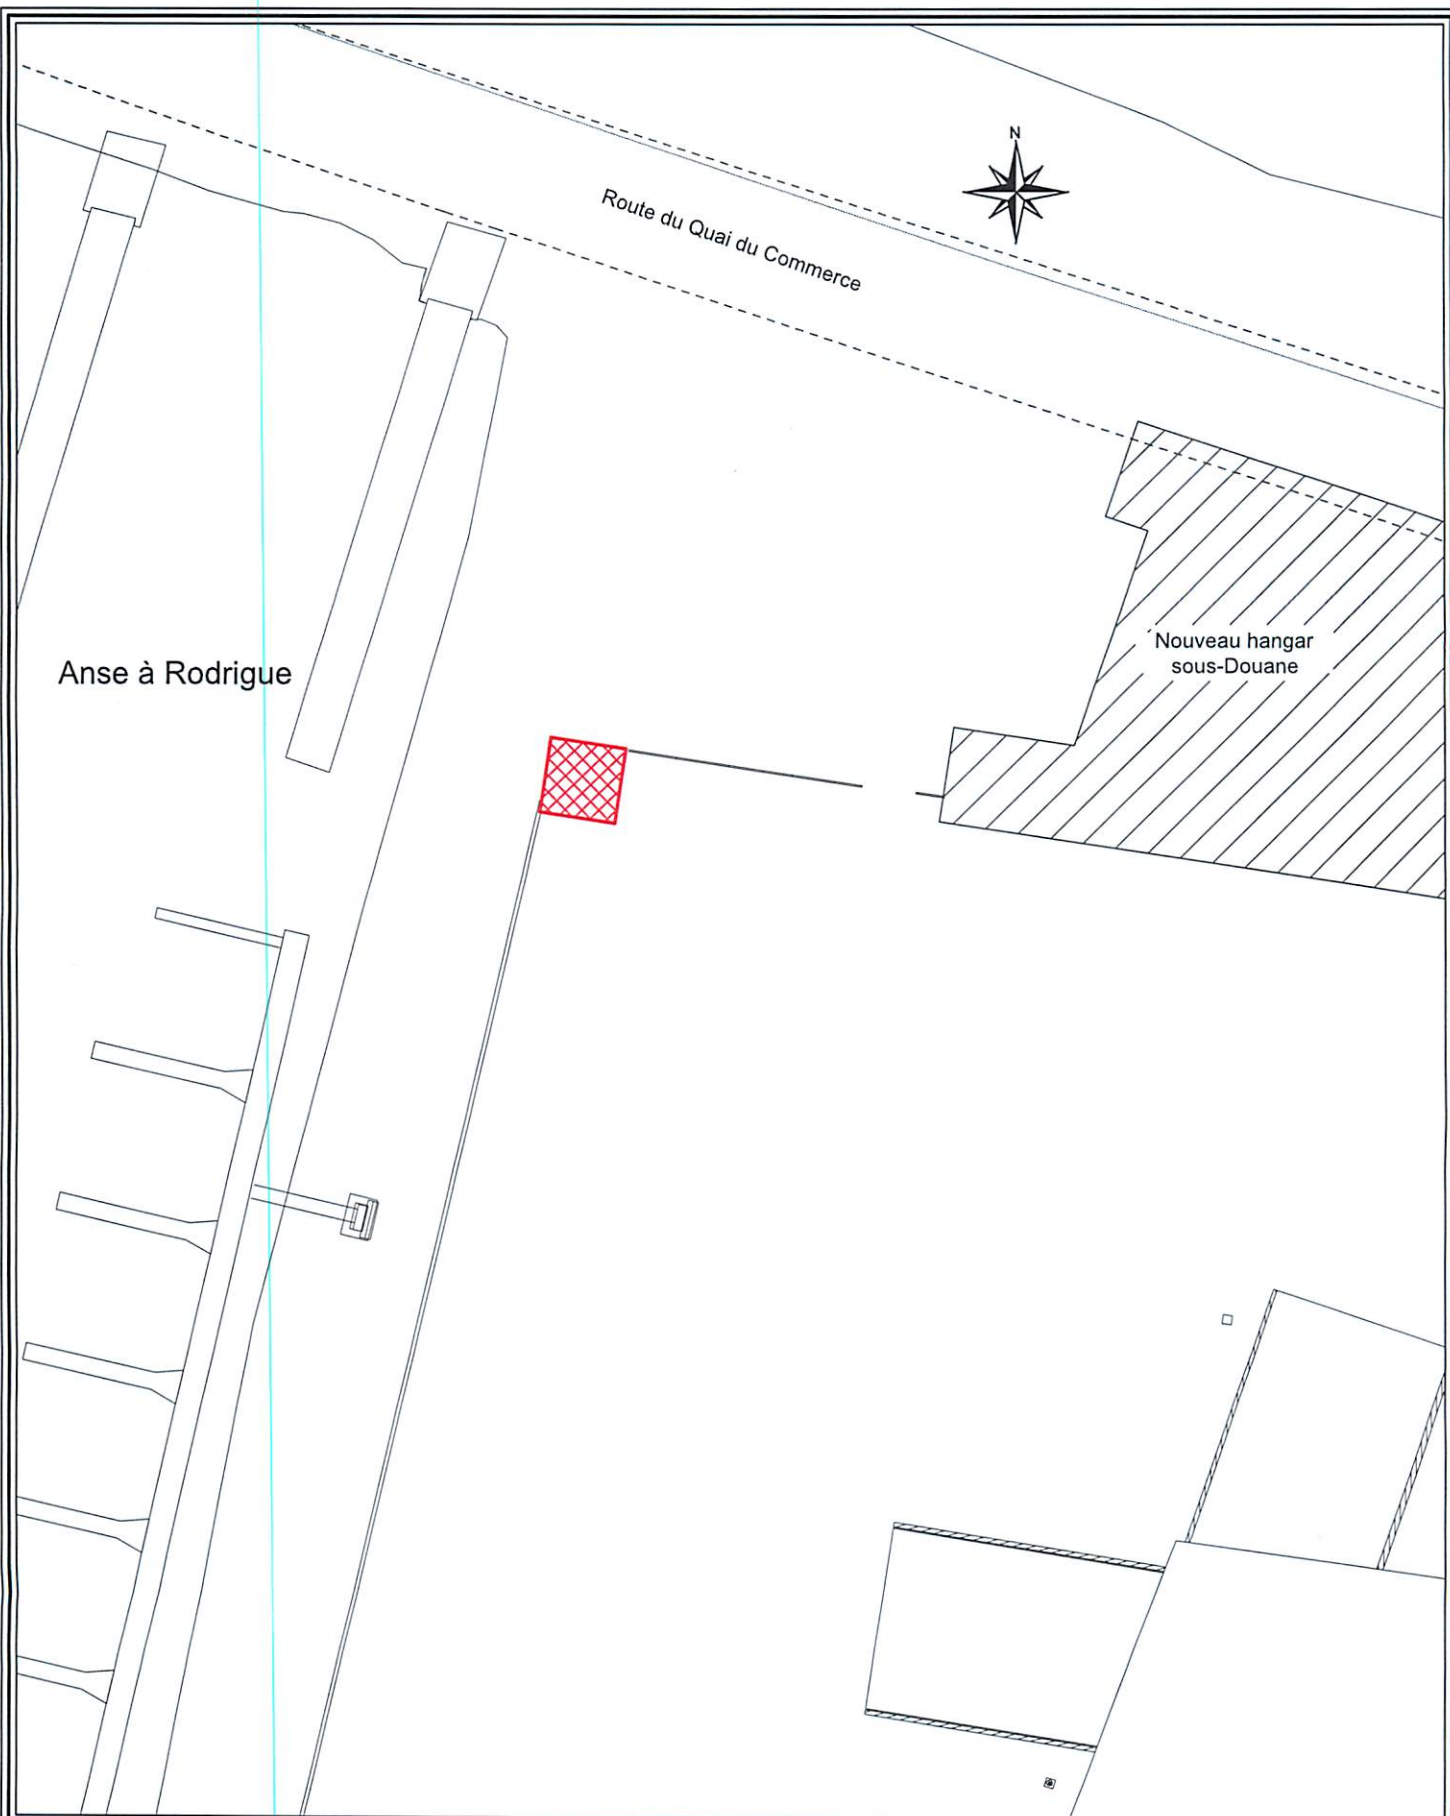 N
Route du Quai du Commerce
Nouveau hangar
sous-Douane
Anse à Rodrigue